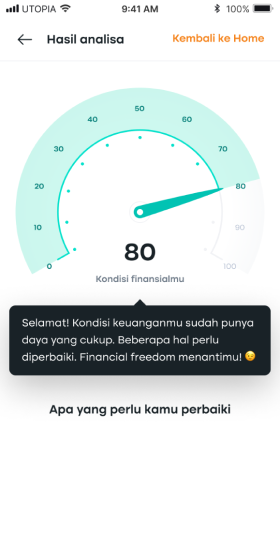 UTOPIA 9:41 AM 100%
Hasil analisa Kembali ke Home
50
40 60
30 70
20 80
10 90
0 100
80
Kondisi finansialmu
Selamat! Kondisi keuanganmu sudah punya
daya yang cukup. Beberapa hal perlu
diperbaiki. Financial freedom menantimu! 😉
Apa yang perlu kamu perbaiki